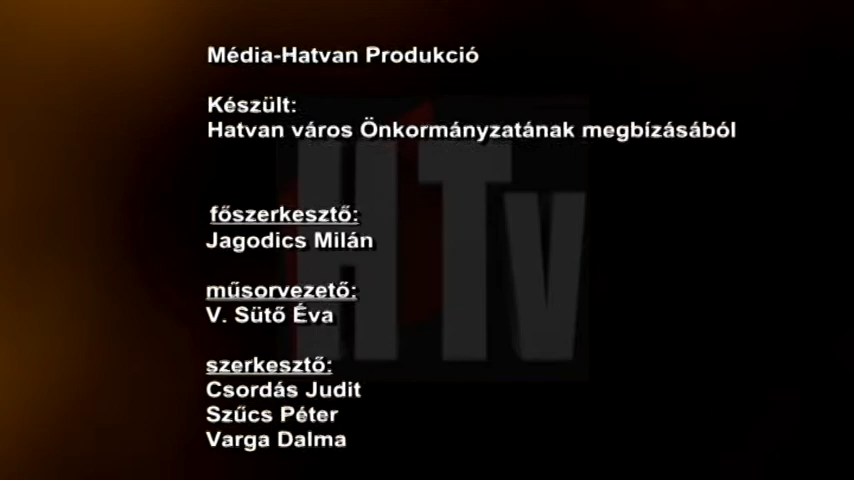 Média-Hatvan Produkció
Készült:
Hatvan város Önkormányzatának megbízásából
főszerkesztő:
Jagodics Milán
műsorvezető:
V. Sütő Éva
szerkesztő:
Csordás Judit
Szűcs Péter
Varga Dalma
HTv